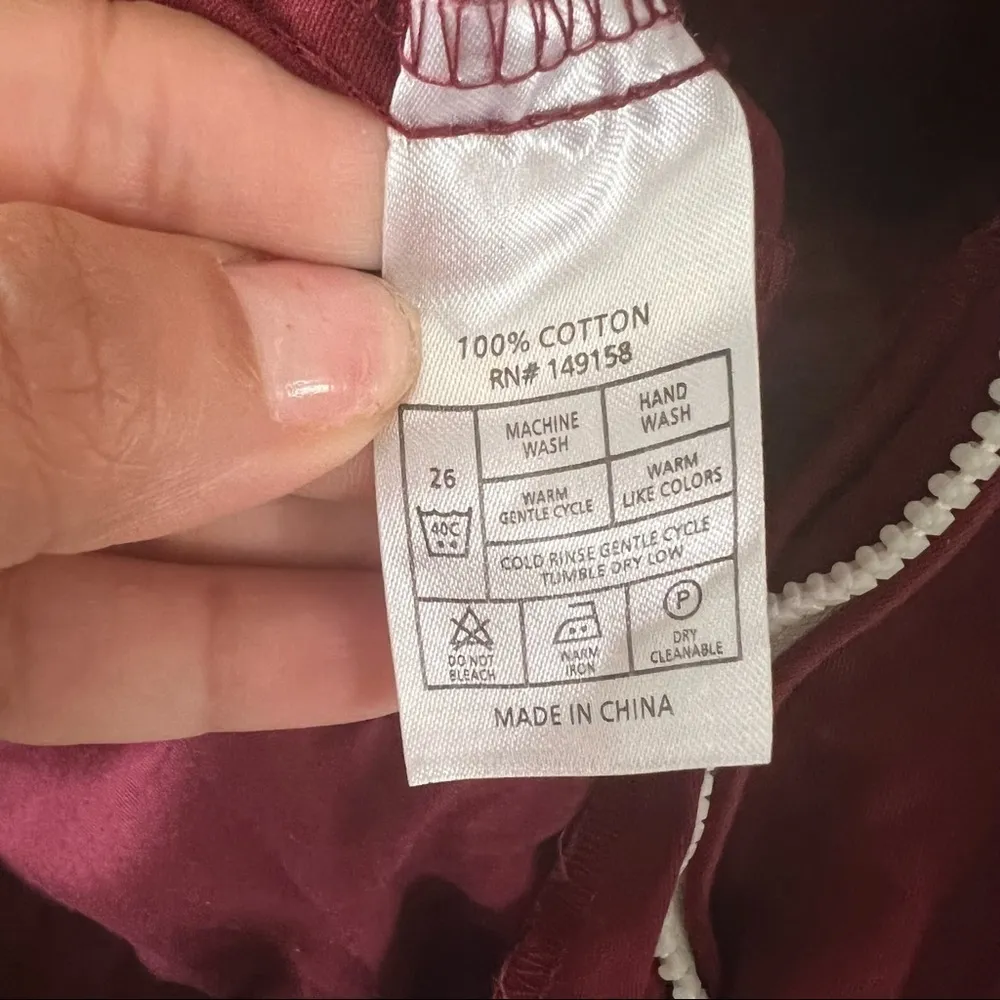 100% COTTON
RN# 149158
26
40C
MACHINE
WASH
HAND
WASH
WARM
GENTLE CYCLE
WARM
LIKE COLORS
COLD RINSE GENTLE CYCLE
TUMBLE DRY LOW
DO NOT
BLEACH
WARM
IRON
P
DRY
CLEANABLE
MADE IN CHINA